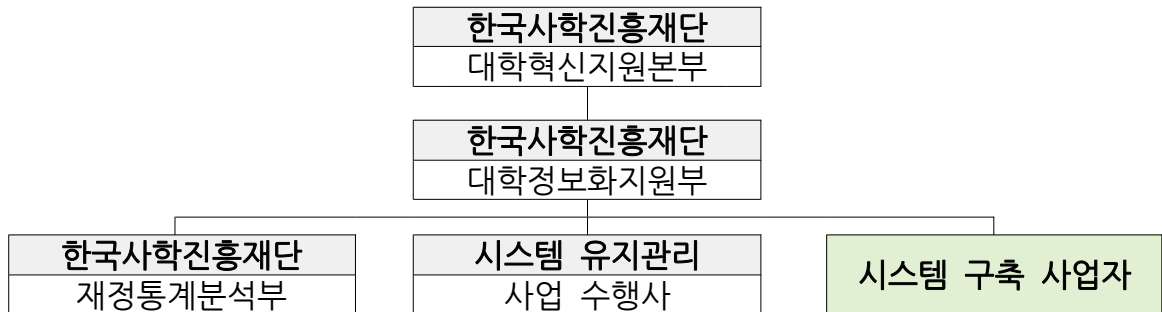 한국사학진흥재단
대학혁신지원본부
한국사학진흥재단
대학정보화지원부
한국사학진흥재단
재정통계분석부
시스템 유지관리
사업 수행사
시스템 구축 사업자